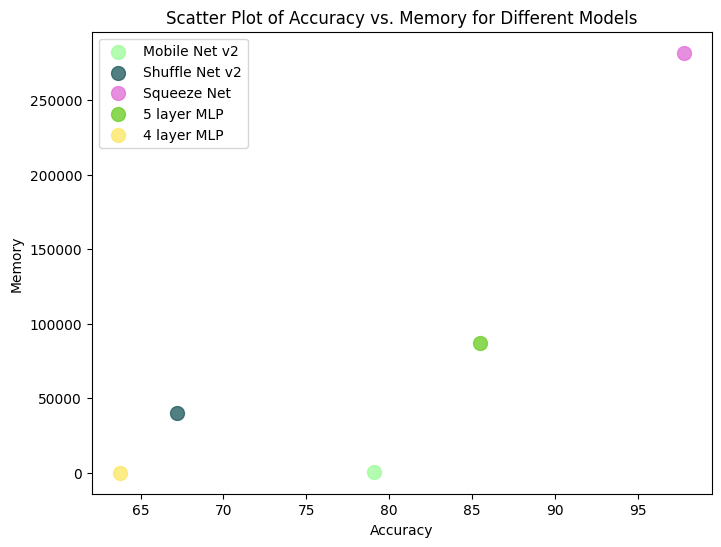 Scatter Plot of Accuracy vs. Memory for Different Models
Mobile Net v2
Shuffle Net v2
Squeeze Net
5 layer MLP
4 layer MLP
250000
200000
150000
100000
50000
0
Memory
65 70 75 80 85 90 95
Accuracy